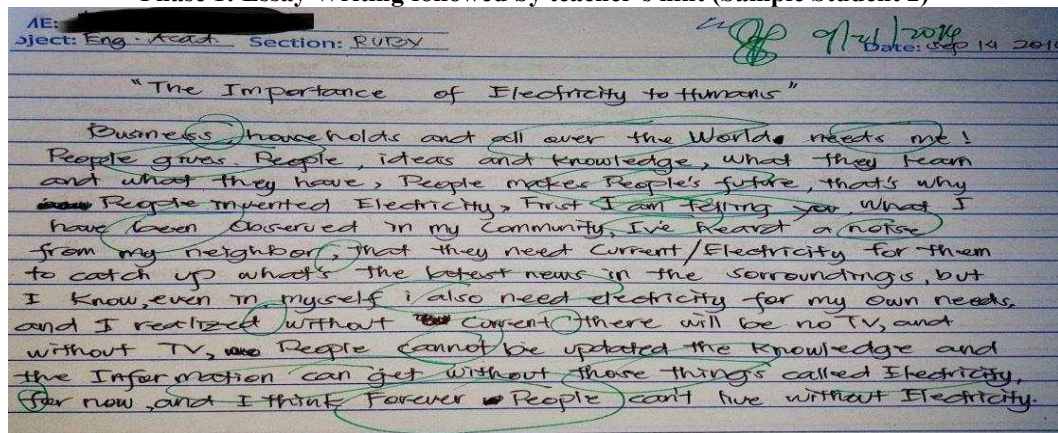 Phase 1: Essay Writing followed by teacher's hint (Sample Student 2)
AE:
oject: Eng. Acad. Section: RUBY Date: Sep 14 201
9/21/2014
"The Importance of Electricity to Humans"
Business, households and all over the World. needs me!
People gives. People, ideas and knowledge, what they learn
and what they have, People makes People's future, that's why
People invented Electricity, First I am telling you, What I
have been observed in my Community, I've heard a noise
from my neighbor, that they need Current/Electricity for them
to catch up what's the latest news in the sorroundings, but
I know, even in myself i also need electricity for my own needs,
and I realized without Current there will be no TV, and
without TV, People cannot be updated the knowledge and
the Information can get without those things called Electricity,
for now, and I think Forever People can't live without Electricity.